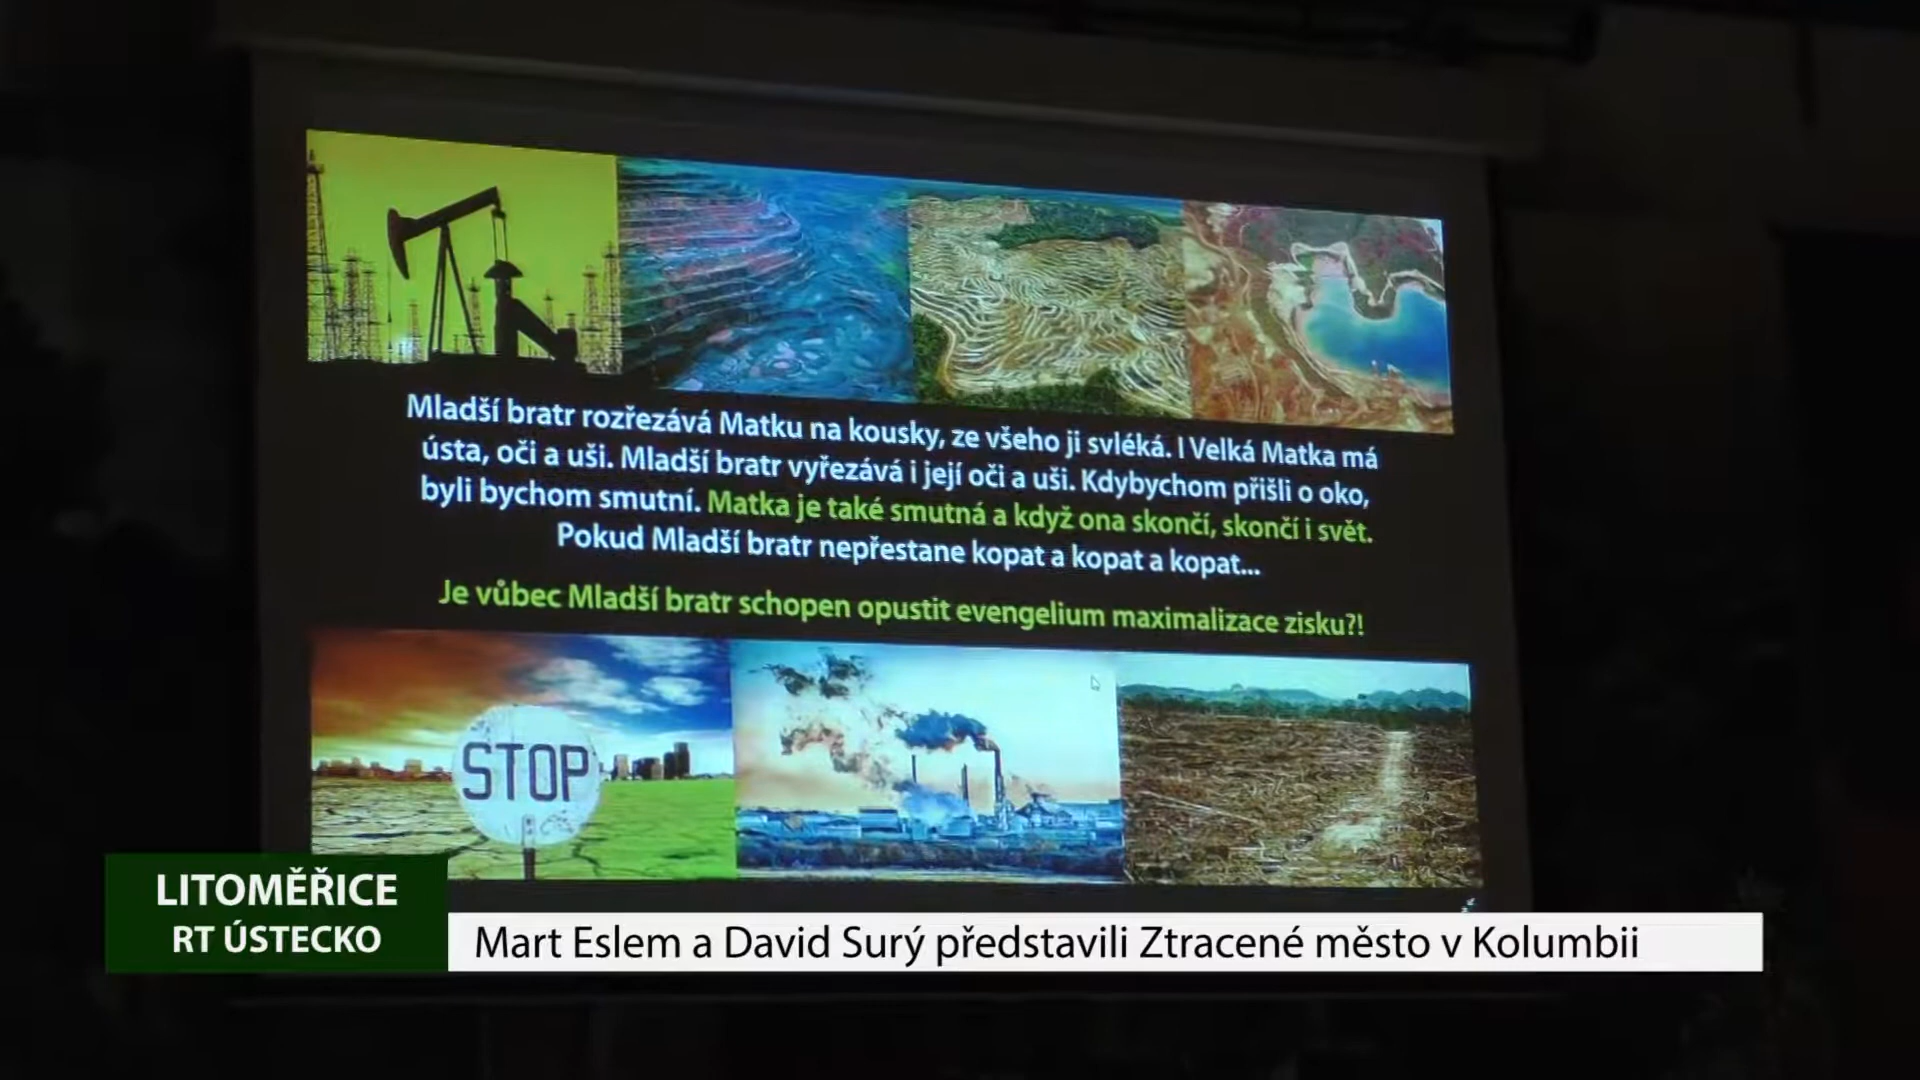 Mladší bratr rozřezává Matku na kousky, ze všeho ji svléká. I Velká Matka má
ústa, oči a uši. Mladší bratr vyřezává i její oči a uši. Kdybychom přišli o oko,
byli bychom smutní. Matka je také smutná a když ona skončí, skončí i svět.
Pokud Mladší bratr nepřestane kopat a kopat a kopat...
Je vůbec Mladší bratr schopen opustit evengelium maximalizace zisku?!
STOP
LITOMĚŘICE
RT ÚSTECKO
Mart Eslem a David Surý představili Ztracené město v Kolumbii